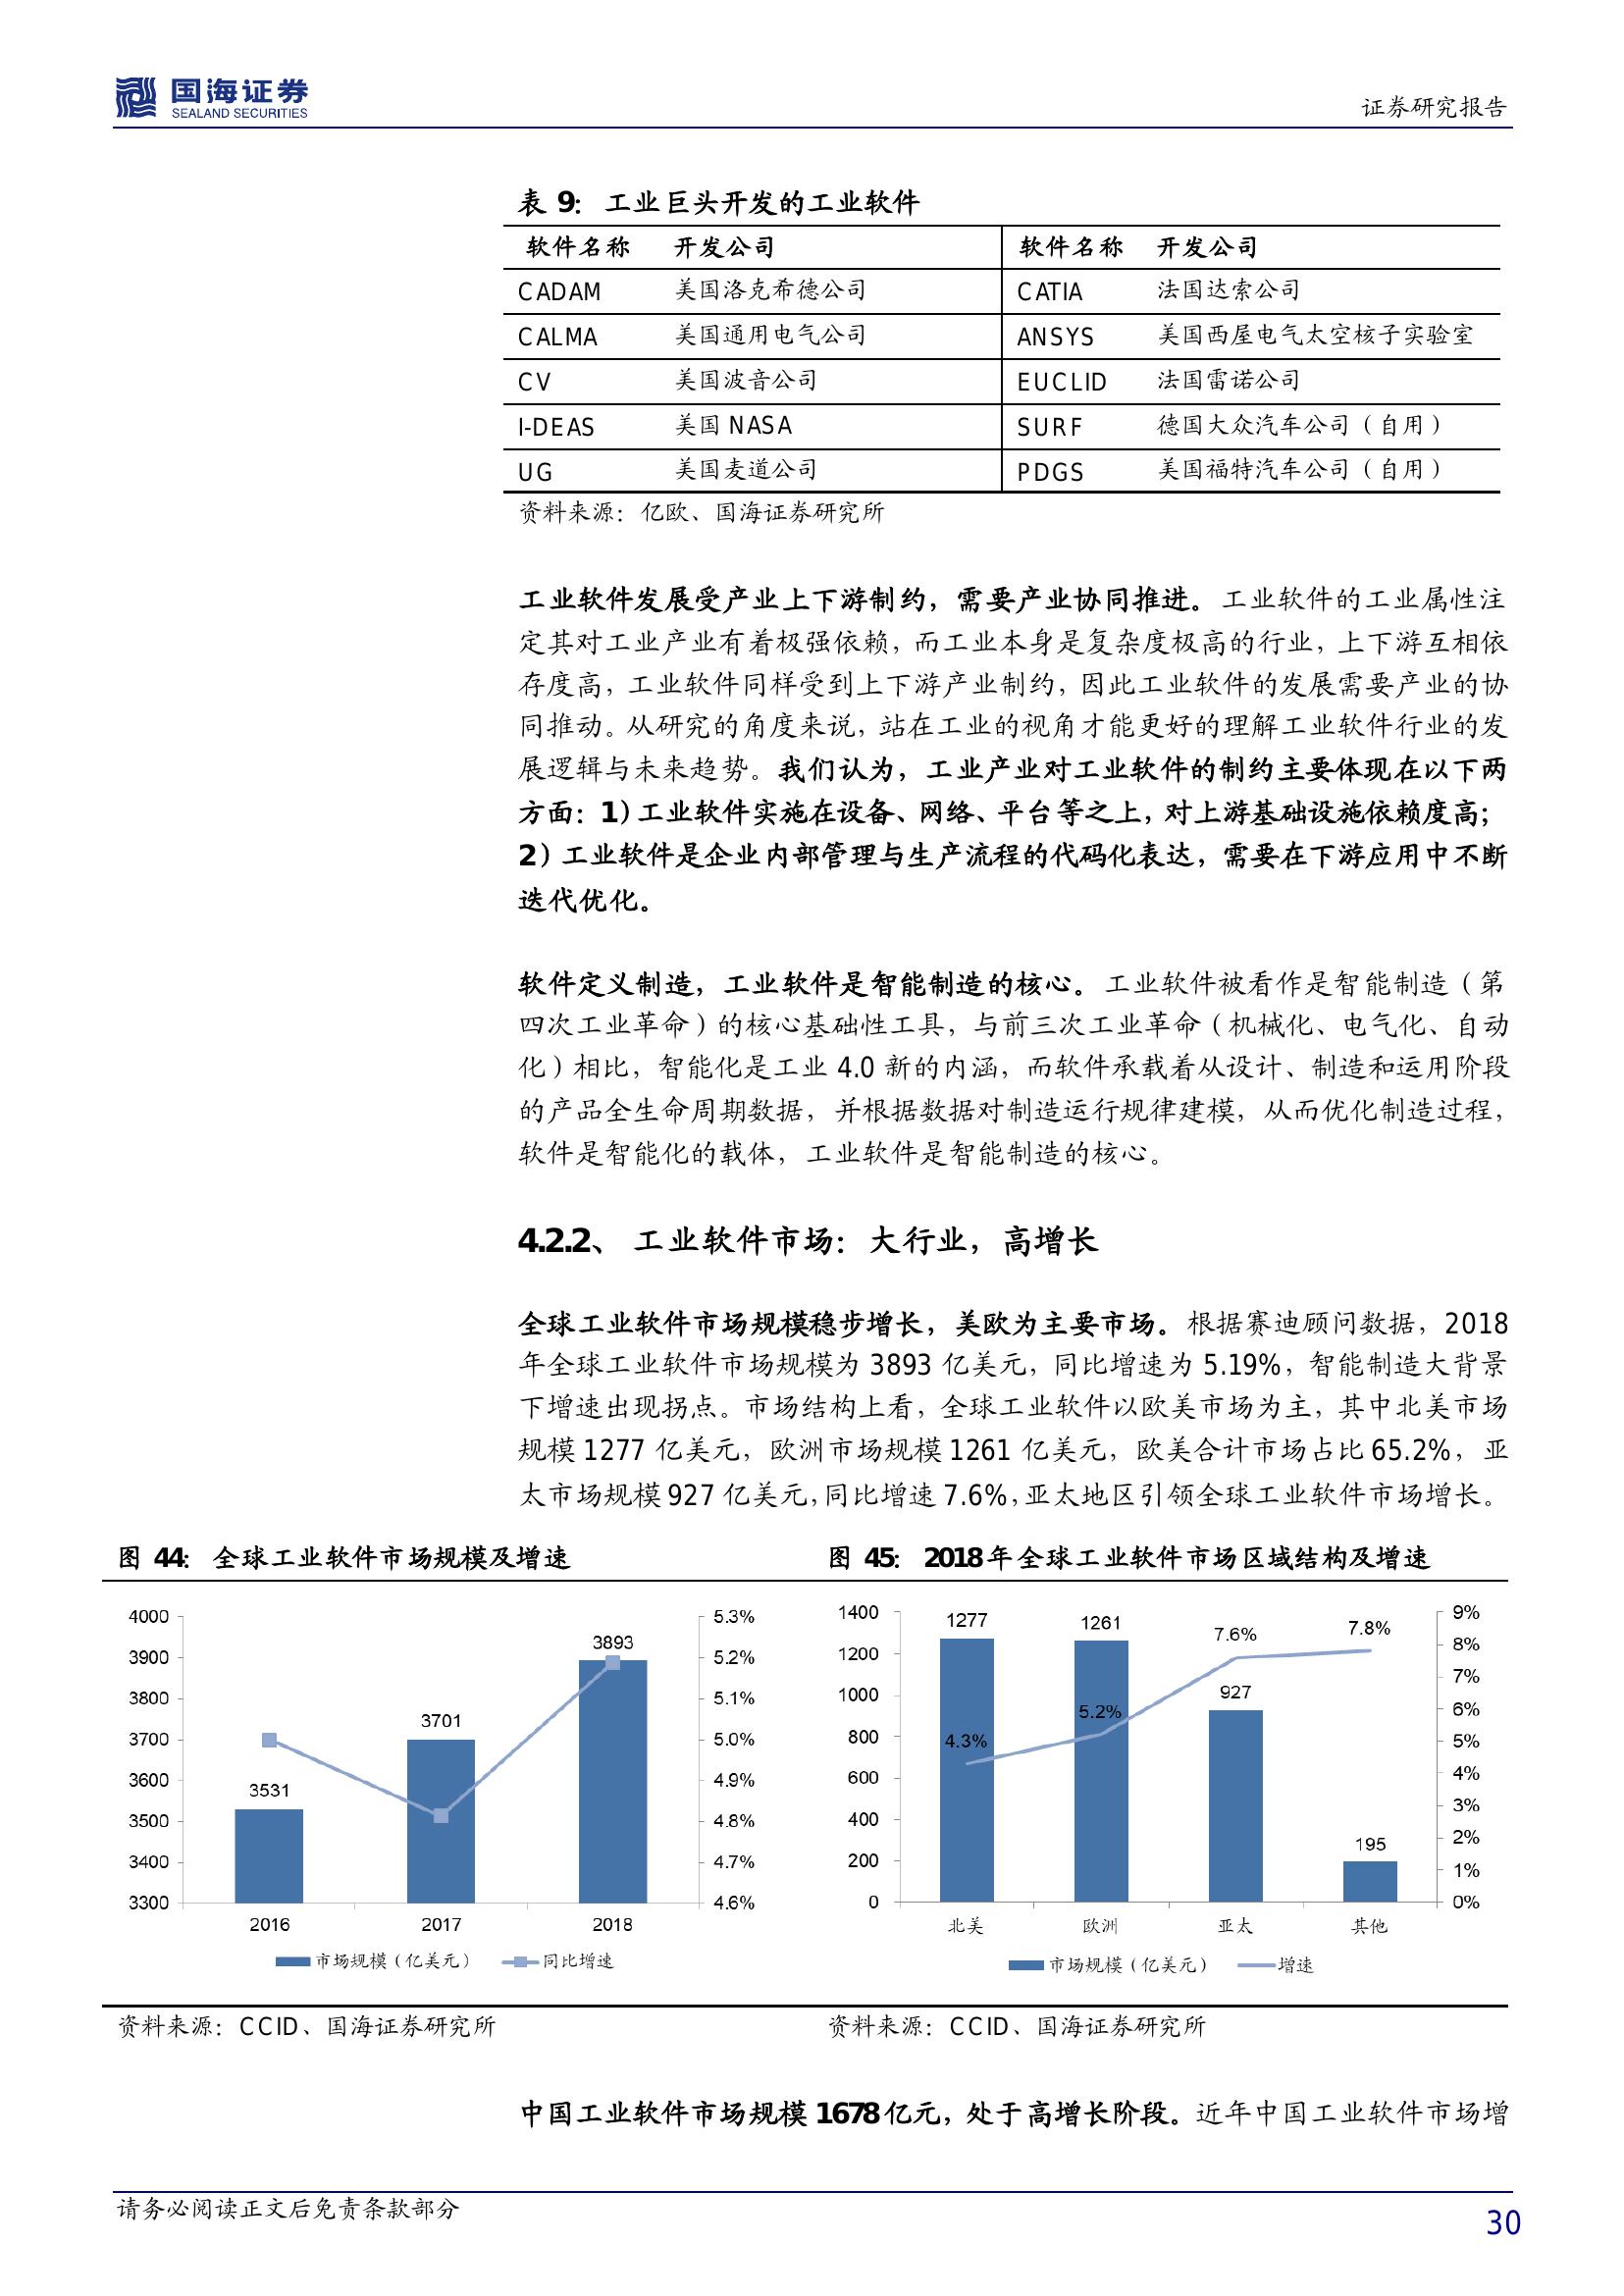 国海证券
SEALAND SECURITIES
证券研究报告
表 9： 工业巨头开发的工业软件
软件名称 开发公司 软件名称 开发公司
CADAM 美国洛克希德公司 CATIA 法国达索公司
CALMA 美国通用电气公司 ANSYS 美国西屋电气太空核子实验室
CV 美国波音公司 EUCLID 法国雷诺公司
I-DEAS 美国 NASA SURF 德国大众汽车公司（自用）
UG 美国麦道公司 PDGS 美国福特汽车公司（自用）
资料来源：亿欧、国海证券研究所
工业软件发展受产业上下游制约，需要产业协同推进。工业软件的工业属性注
定其对工业产业有着极强依赖，而工业本身是复杂度极高的行业，上下游互相依
存度高，工业软件同样受到上下游产业制约，因此工业软件的发展需要产业的协
同推动。从研究的角度来说，站在工业的视角才能更好的理解工业软件行业的发
展逻辑与未来趋势。我们认为，工业产业对工业软件的制约主要体现在以下两
方面：1）工业软件实施在设备、网络、平台等之上，对上游基础设施依赖度高；
2）工业软件是企业内部管理与生产流程的代码化表达，需要在下游应用中不断
迭代优化。
软件定义制造，工业软件是智能制造的核心。工业软件被看作是智能制造（第
四次工业革命）的核心基础性工具，与前三次工业革命（机械化、电气化、自动
化）相比，智能化是工业 4.0 新的内涵，而软件承载着从设计、制造和运用阶段
的产品全生命周期数据，并根据数据对制造运行规律建模，从而优化制造过程，
软件是智能化的载体，工业软件是智能制造的核心。
4.2.2、 工业软件市场：大行业，高增长
全球工业软件市场规模稳步增长，美欧为主要市场。根据赛迪顾问数据，2018
年全球工业软件市场规模为 3893 亿美元，同比增速为 5.19%，智能制造大背景
下增速出现拐点。市场结构上看，全球工业软件以欧美市场为主，其中北美市场
规模 1277 亿美元，欧洲市场规模 1261 亿美元，欧美合计市场占比 65.2%，亚
太市场规模 927 亿美元，同比增速 7.6%，亚太地区引领全球工业软件市场增长。
图 44： 全球工业软件市场规模及增速
4000
3900
3800
3700
3600
3500
3400
3300
3531
3701
3893
5.3%
5.2%
5.1%
5.0%
4.9%
4.8%
4.7%
4.6%
2016 2017 2018
市场规模（亿美元） 同比增速
资料来源：CCID、国海证券研究所
图 45： 2018 年全球工业软件市场区域结构及增速
1400
1200
1000
800
600
400
200
0
1277
1261
927
195
4.3%
5.2%
7.6%
7.8%
9%
8%
7%
6%
5%
4%
3%
2%
1%
0%
北美 欧洲 亚太 其他
市场规模（亿美元） 增速
资料来源：CCID、国海证券研究所
中国工业软件市场规模 1678 亿元，处于高增长阶段。近年中国工业软件市场增
请务必阅读正文后免责条款部分
30